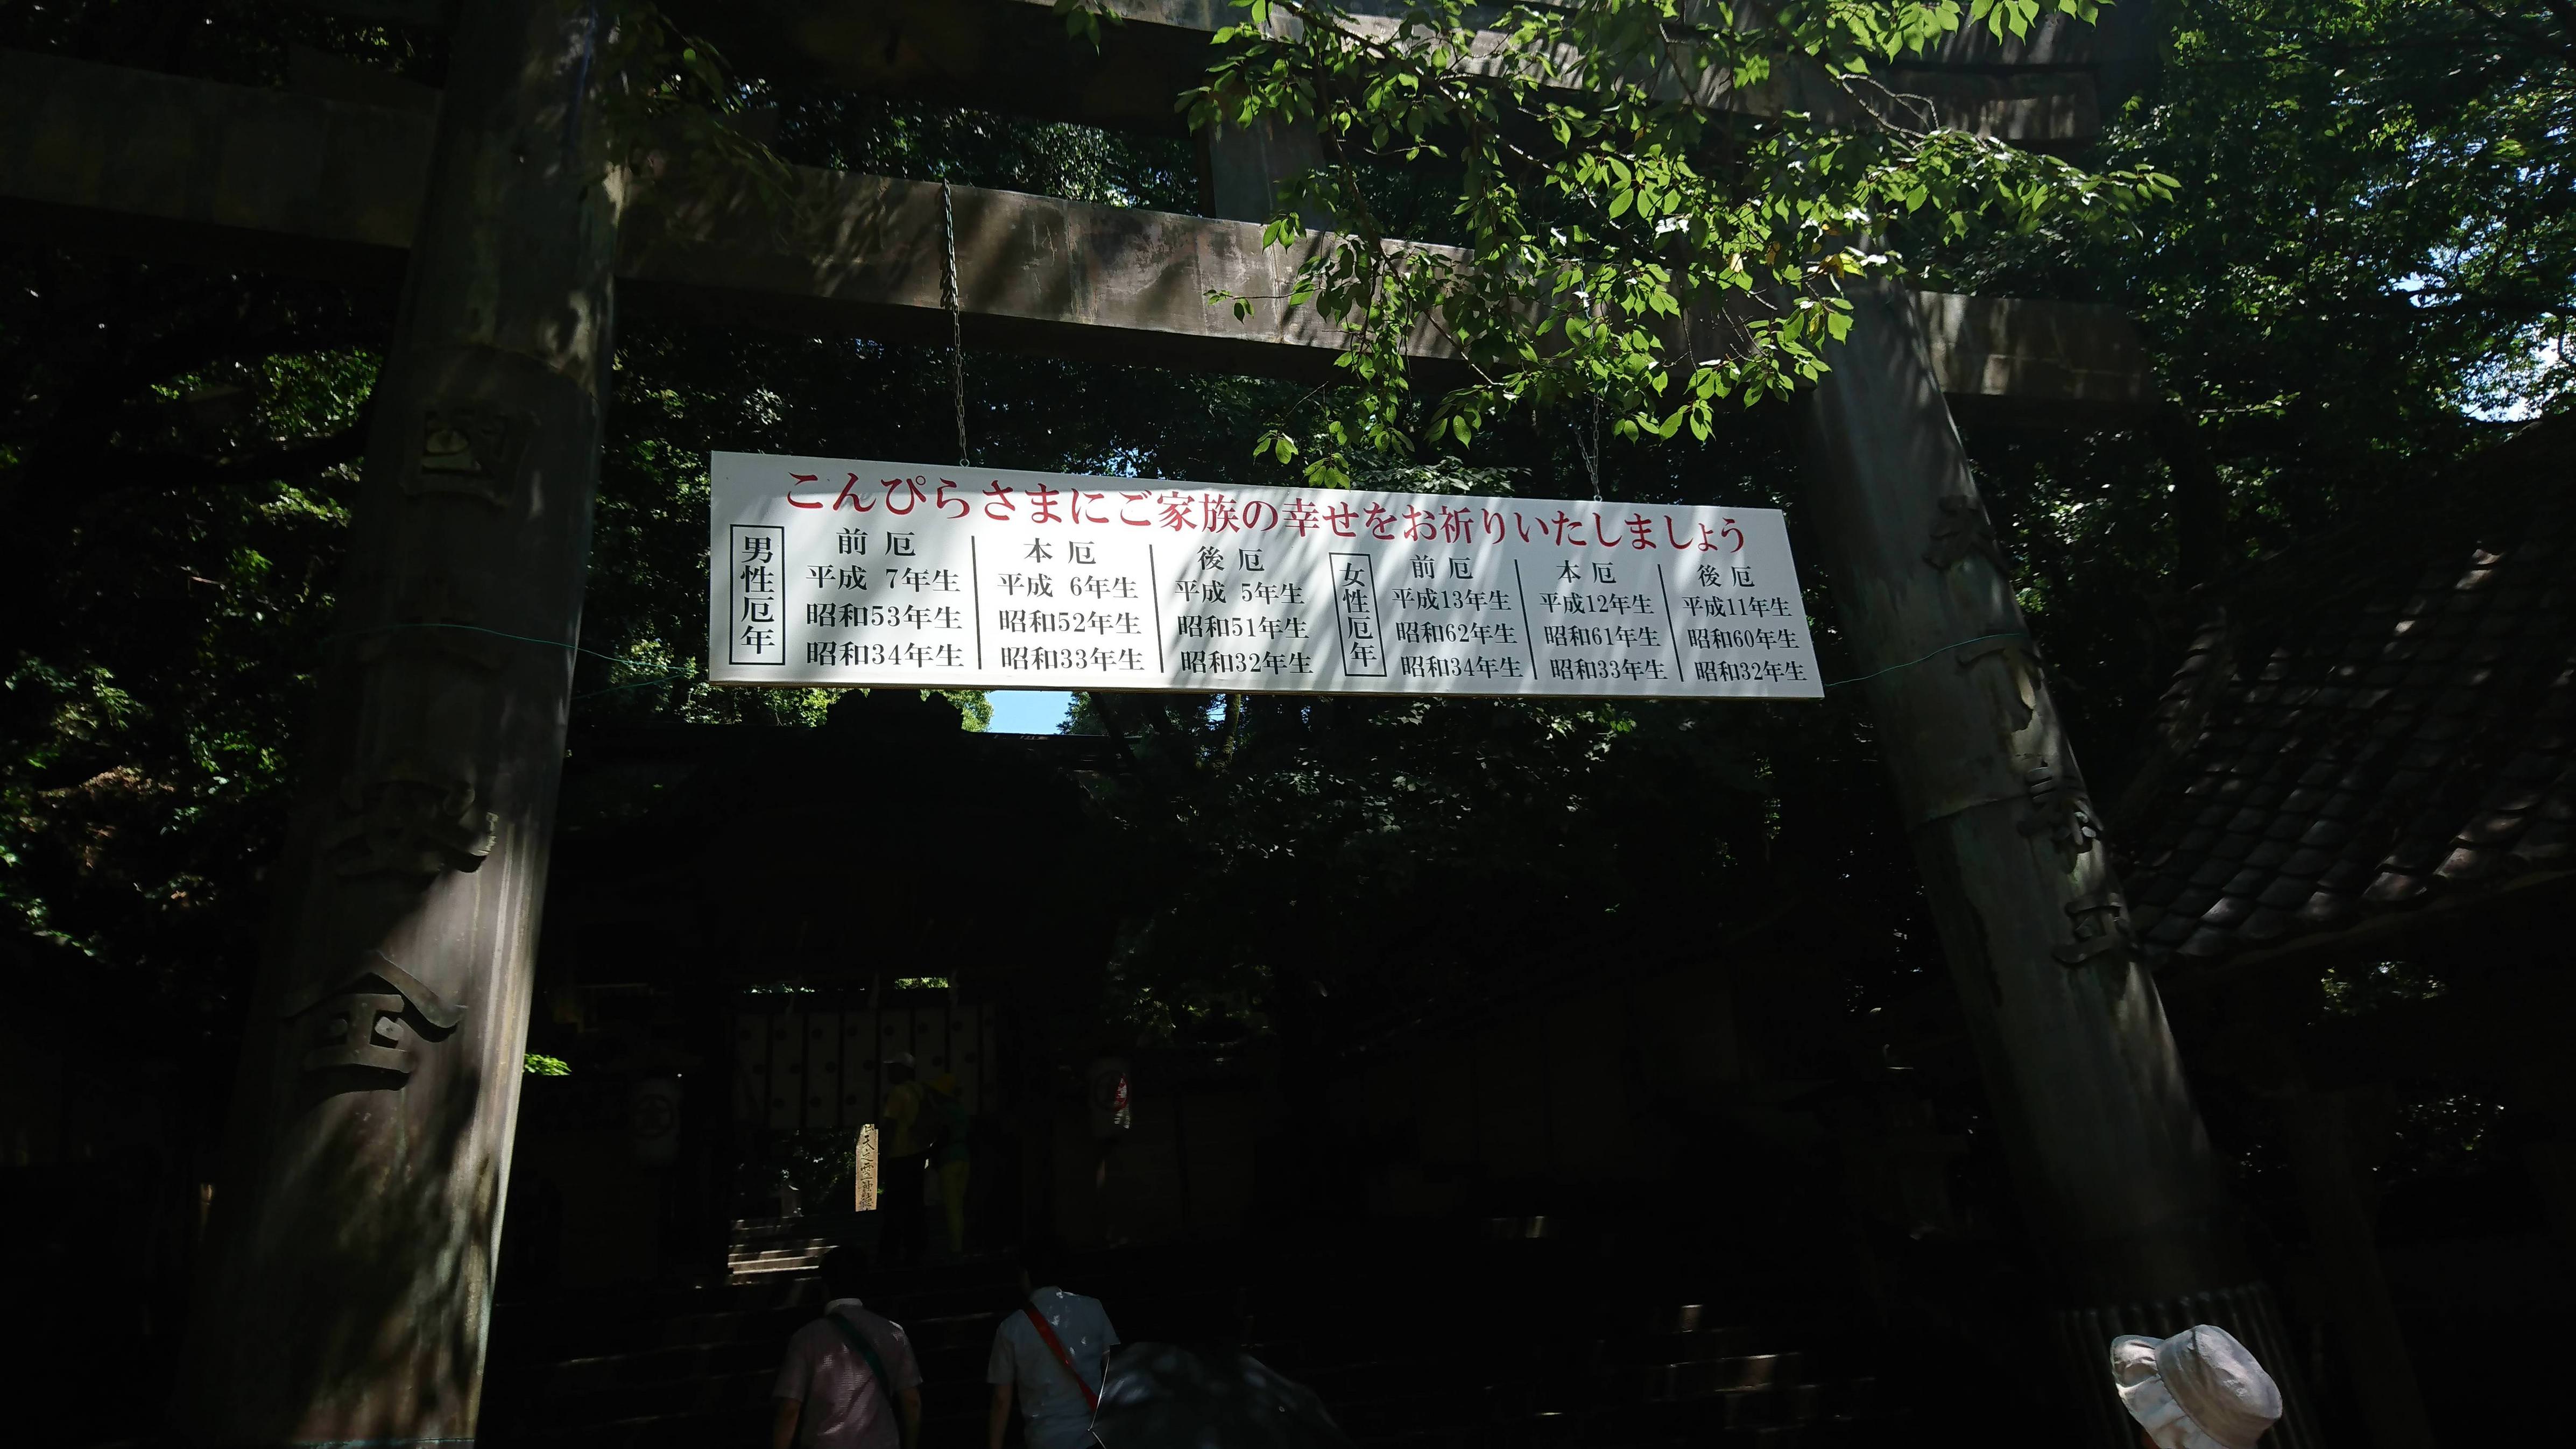 こんぴらさまにご家族の幸せをお祈りいたしましょう
男性厄年
前厄
平成 7年生
昭和53年生
昭和34年生
本厄
平成 6年生
昭和52年生
昭和33年生
後厄
平成 5年生
昭和51年生
昭和32年生
女性厄年
前厄
平成13年生
昭和62年生
昭和34年生
本厄
平成12年生
昭和61年生
昭和33年生
後厄
平成11年生
昭和60年生
昭和32年生
全